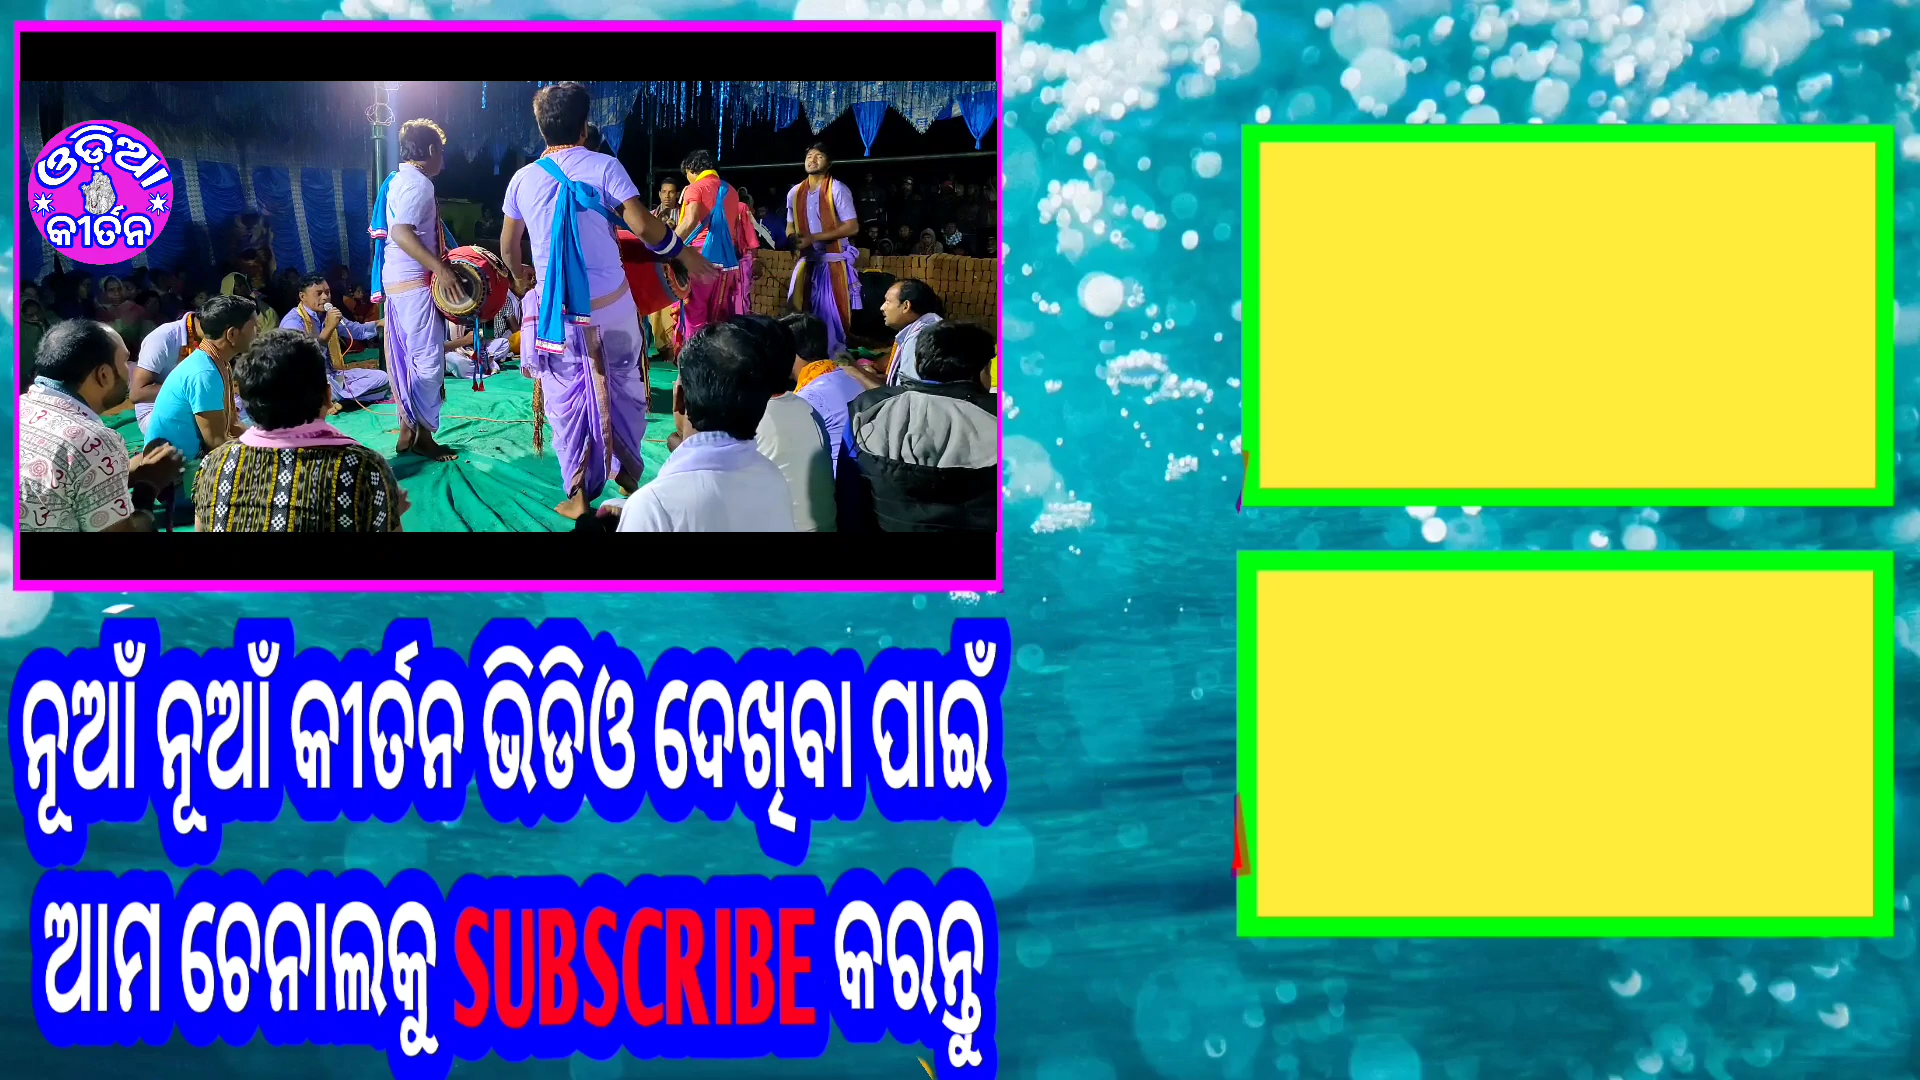 ଓଡ଼ିଆ
କୀର୍ତନ
ନୂଆଁ ନୂଆଁ କୀର୍ତନ ଭିଡିଓ ଦେଖିବା ପାଇଁ
ଆମ ଚେନାଲକୁ SUBSCRIBE କରନ୍ତୁ